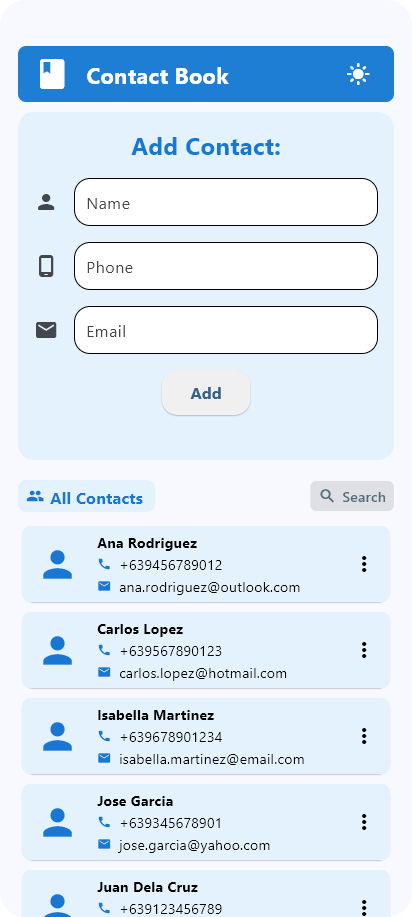 Contact Book
Add Contact:
Name
Phone
Email
Add
All Contacts
Search
Ana Rodriguez
+639456789012
ana.rodriguez@outlook.com
Carlos Lopez
+639567890123
carlos.lopez@hotmail.com
Isabella Martinez
+639678901234
isabella.martinez@email.com
Jose Garcia
+639345678901
jose.garcia@yahoo.com
Juan Dela Cruz
+639123456789